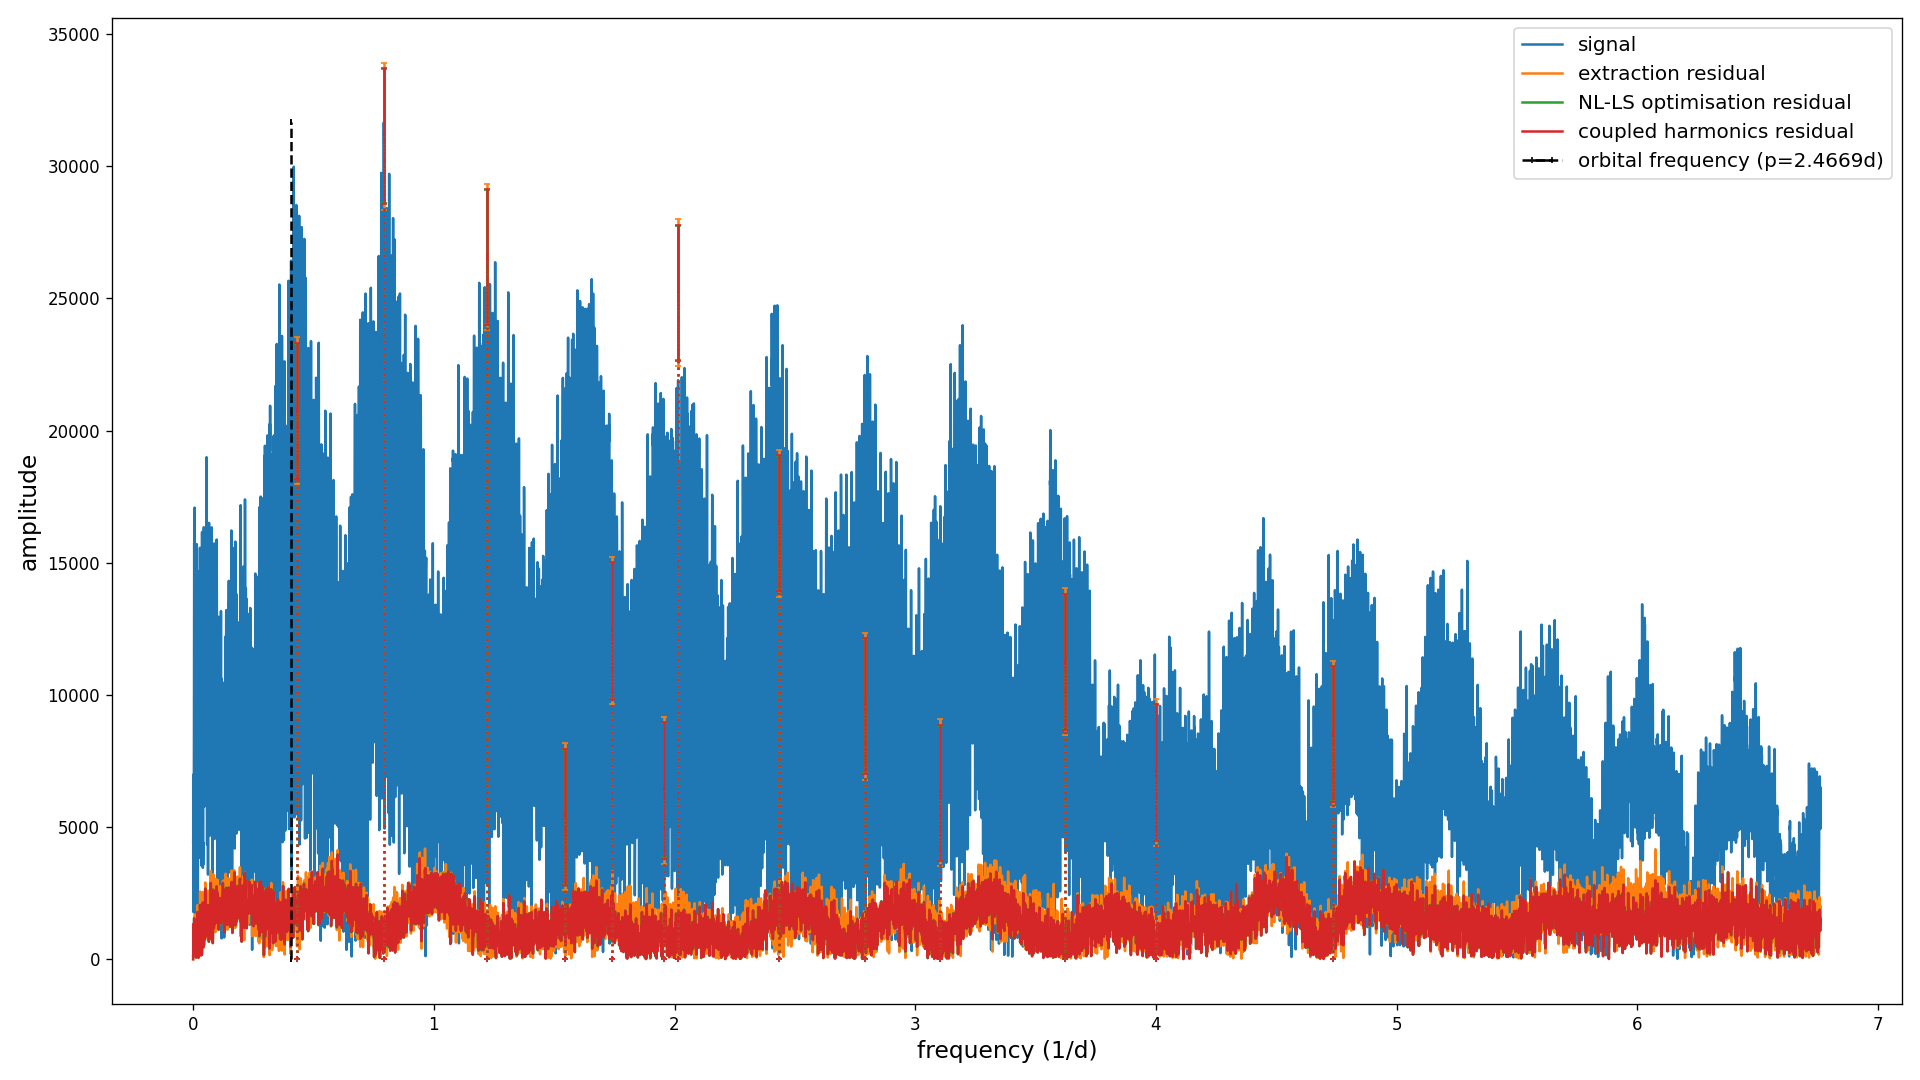 35000
30000
25000
20000
15000
10000
5000
0
amplitude
signal
extraction residual
NL-LS optimisation residual
coupled harmonics residual
orbital frequency (p=2.4669d)
0 1 2 3 4 5 6 7
frequency (1/d)